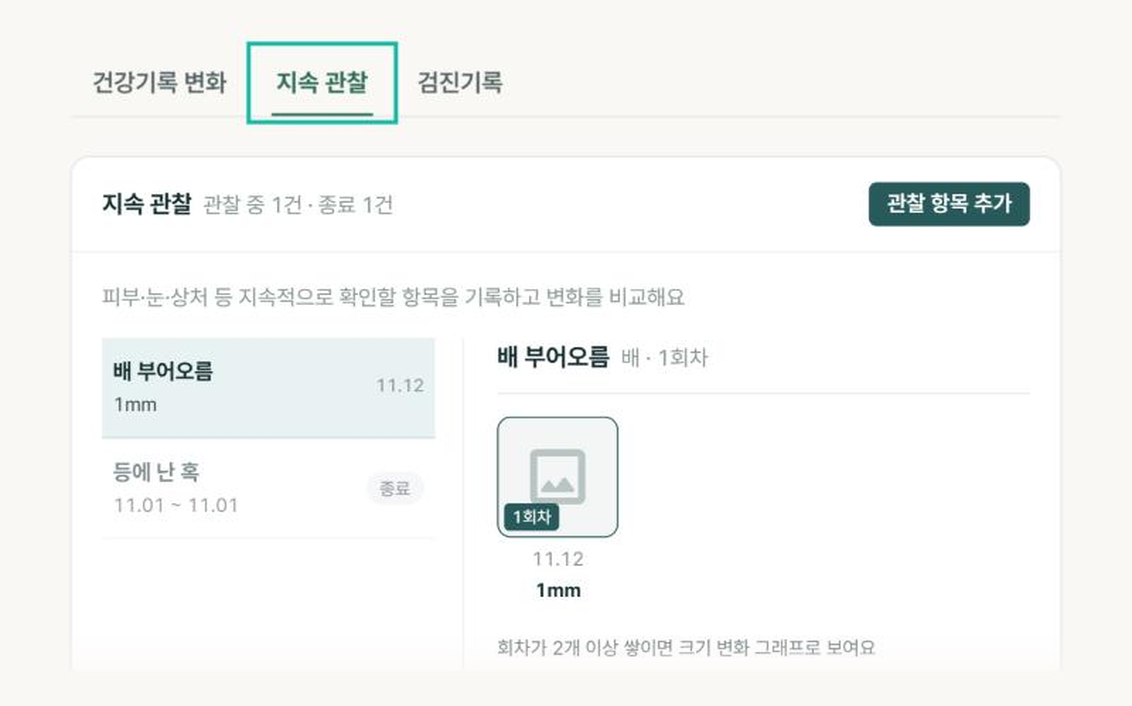 건강기록 변화 지속 관찰 검진기록
지속 관찰 관찰 중 1건 · 종료 1건 관찰 항목 추가
피부·눈·상처 등 지속적으로 확인할 항목을 기록하고 변화를 비교해요
배 부어오름
1mm
11.12
등에 난 혹
11.01 ~ 11.01
종료
배 부어오름 배 · 1회차
1회차
11.12
1mm
회차가 2개 이상 쌓이면 크기 변화 그래프로 보여요